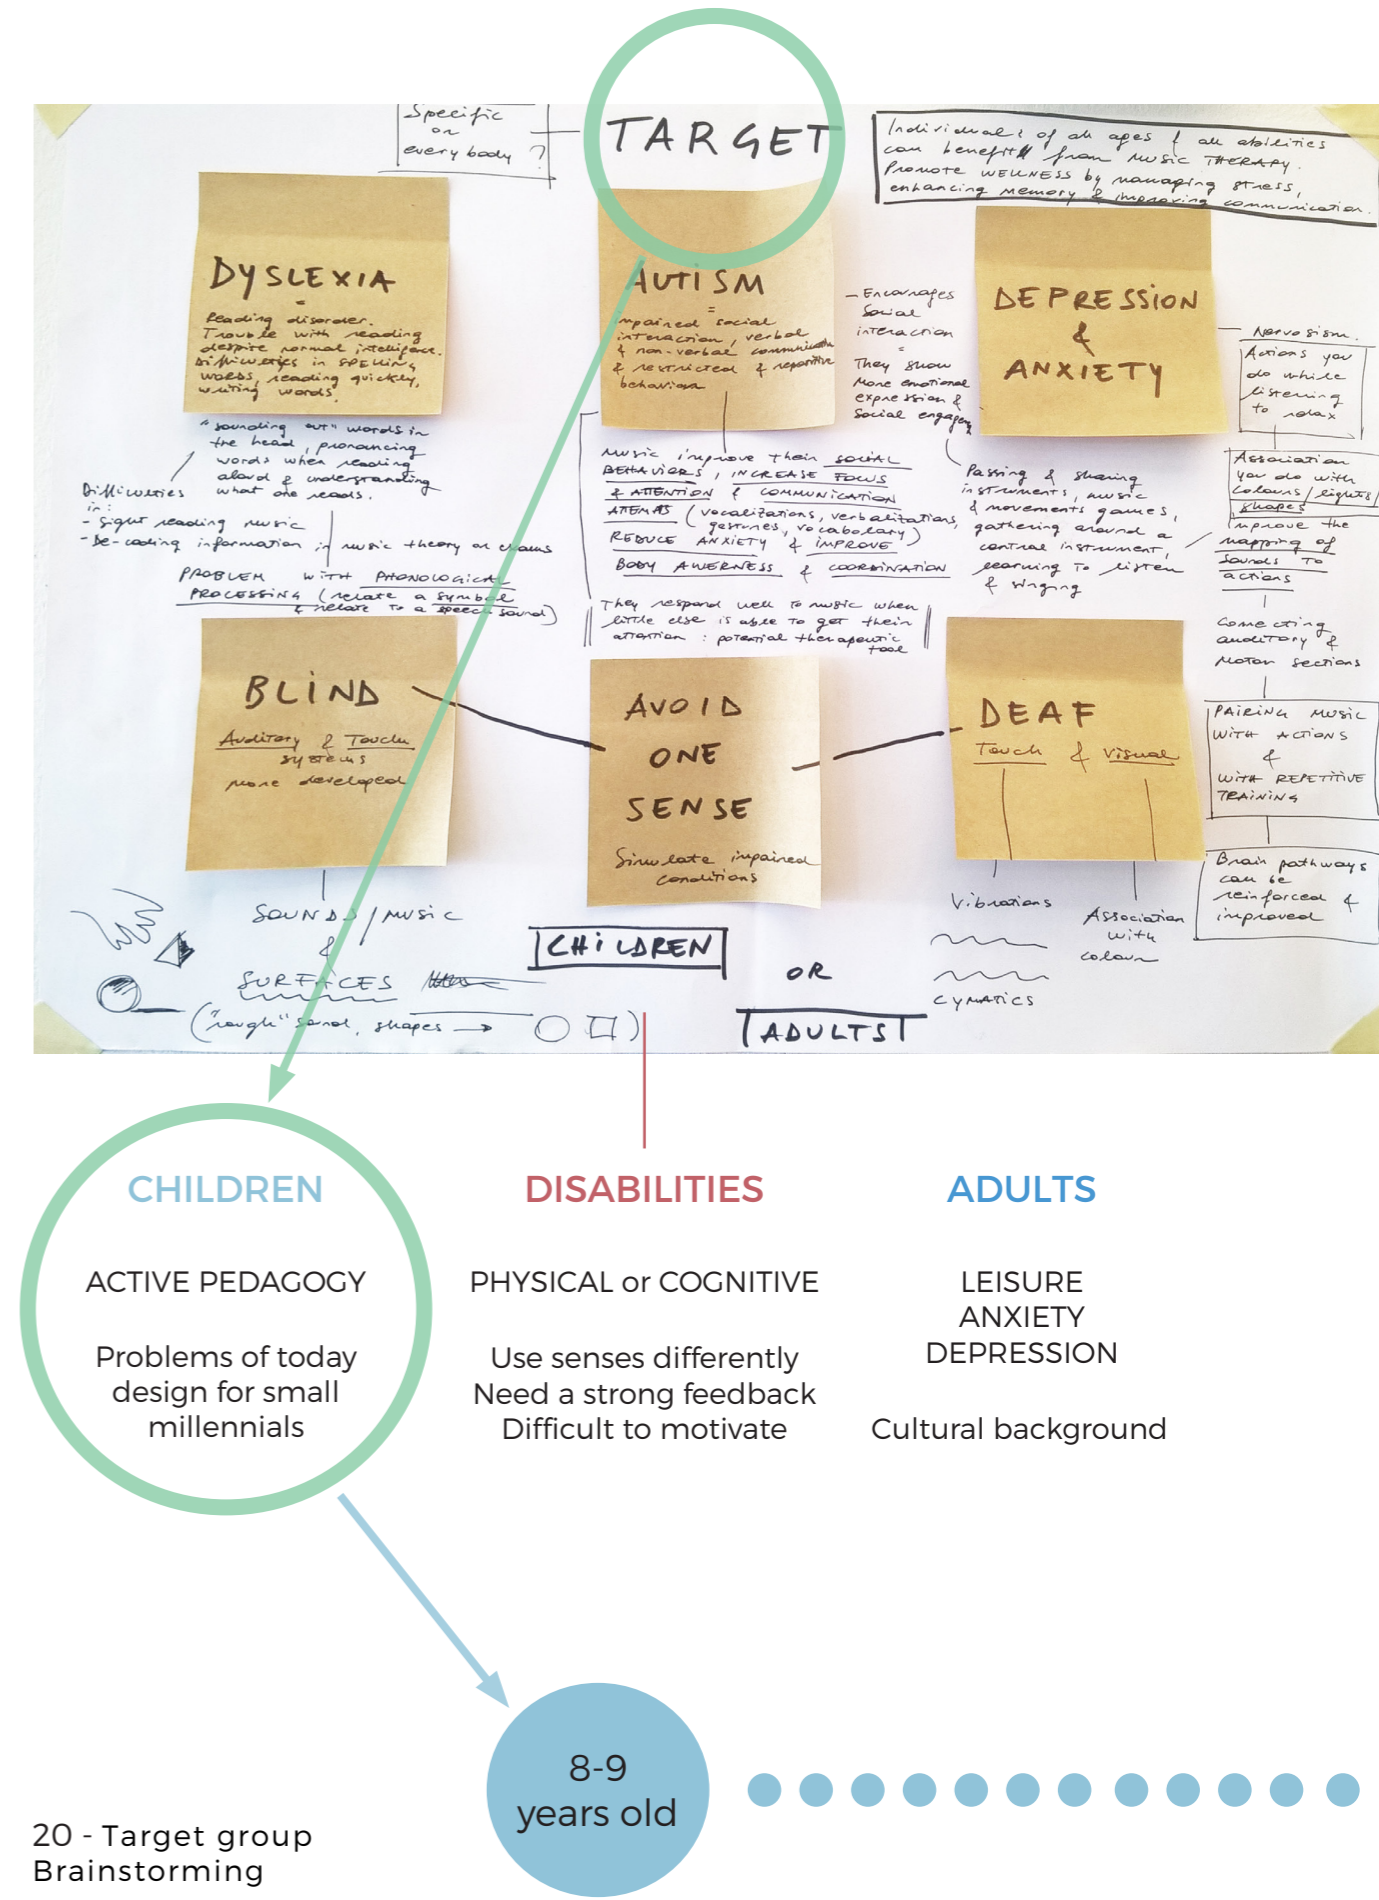 Specific
or
every body ?
TARGET
Individuals of all ages & all abilities
can benefit from MUSIC THERAPY.
Promote WELLNESS by managing stress,
enhancing memory & improving communication.
DYSLEXIA
=
Reading disorder.
Trouble with reading
despite normal intelligence.
Difficulties in SPELLING
WORDS, reading quickly,
writing words.
"sounding out" words in
the head, pronouncing
words when reading
aloud & understanding
what one reads.
Difficulties
in:
- sight reading music
- De-coding information in music theory or
PROBLEM WITH PHONOLOGICAL
PROCESSING (relate a symbol
& relate to a speech sound)
AUTISM
=
impaired social
interaction, verbal
& non-verbal
& restricted & repetitive
behavior
- Encourages
Social
interaction
=
They show
more emotional
expression &
Social
MUSIC improve their SOCIAL
BEHAVIORS, INCREASE FOCUS
& ATTENTION & COMMUNICATION
(vocalizations, verbalizations,
gestures, vocabolary)
REDUCE ANXIETY & IMPROVE
BODY AWERNESS & COORDINATION
They respond well to music when
little else is able to get their
attention : potential therapeutic
tool
DEPRESSION
&
ANXIETY
Passing & sharing
instruments, music
& movements games,
gathering around a
central instrument,
learning to listen
& singing
Nervosism.
Actions you
do while
listening
to relax
Association
you do with
colours/lights/
shapes
Improve the
mapping of
sounds to
actions
Connecting
auditory &
motor sections
PAIRING MUSIC
WITH ACTIONS
&
WITH REPETITIVE
TRAINING
Brain pathways
can be
reinforced &
improved
BLIND
Auditory & Touch
systems
more developed
SOUNDS / MUSIC
&
SURFACES
("rough" sound, shapes → )
AVOID
ONE
SENSE
Simulate impaired
conditions
DEAF
Touch & visual
Vibrations
CYMATICS
Association
with
colour
CHILDREN
OR
ADULTS
CHILDREN
ACTIVE PEDAGOGY
Problems of today
design for small
millennials
DISABILITIES
PHYSICAL or COGNITIVE
Use senses differently
Need a strong feedback
Difficult to motivate
ADULTS
LEISURE
ANXIETY
DEPRESSION
Cultural background
8-9
years old
20 - Target group
Brainstorming